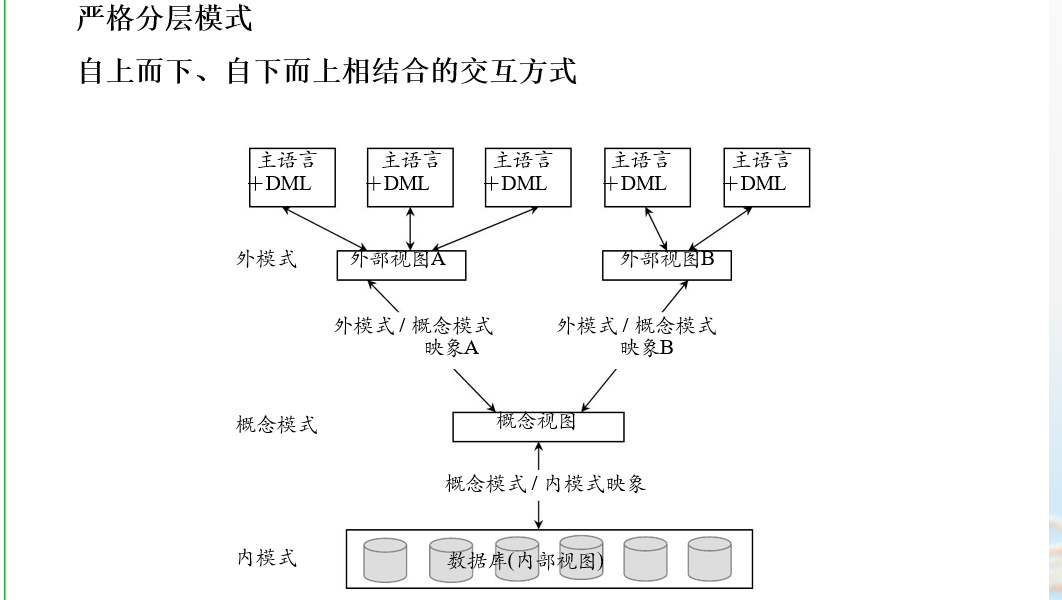 严格分层模式
自上而下、自下而上相结合的交互方式
主语言
+DML
主语言
+DML
主语言
+DML
主语言
+DML
主语言
+DML
外模式
外部视图A
外部视图B
外模式 / 概念模式
映象A
外模式 / 概念模式
映象B
概念模式
概念视图
概念模式 / 内模式映象
内模式
数据库(内部视图)